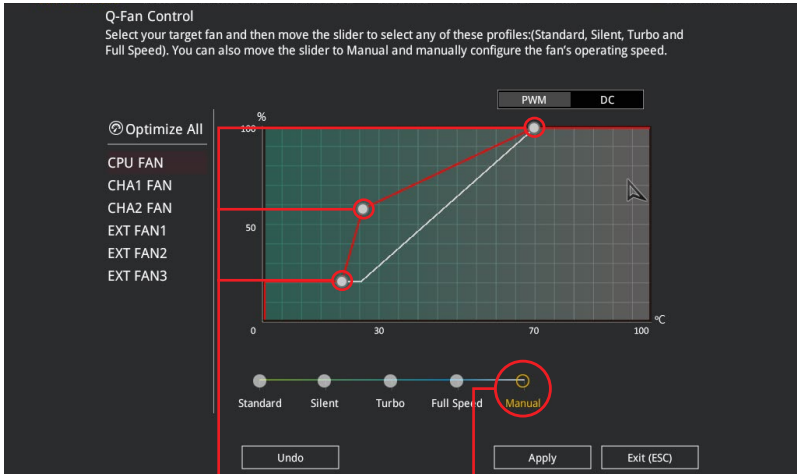 Q-Fan Control
Select your target fan and then move the slider to select any of these profiles:(Standard, Silent, Turbo and
Full Speed). You can also move the slider to Manual and manually configure the fan's operating speed.
PWM DC
%
Optimize All
100
CPU FAN
CHA1 FAN
CHA2 FAN
50
EXT FAN1
EXT FAN2
EXT FAN3
ºC
0 30 70 100
Standard Silent Turbo Full Speed Manual
Undo Apply Exit (ESC)